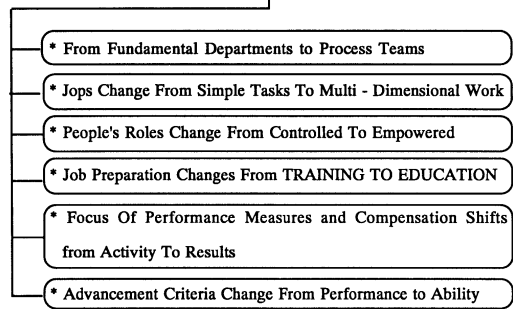 * From Fundamental Departments to Process Teams
* Jops Change From Simple Tasks To Multi - Dimensional Work
* People's Roles Change From Controlled To Empowered
* Job Preparation Changes From TRAINING TO EDUCATION
* Focus Of Performance Measures and Compensation Shifts
from Activity To Results
* Advancement Criteria Change From Performance to Ability